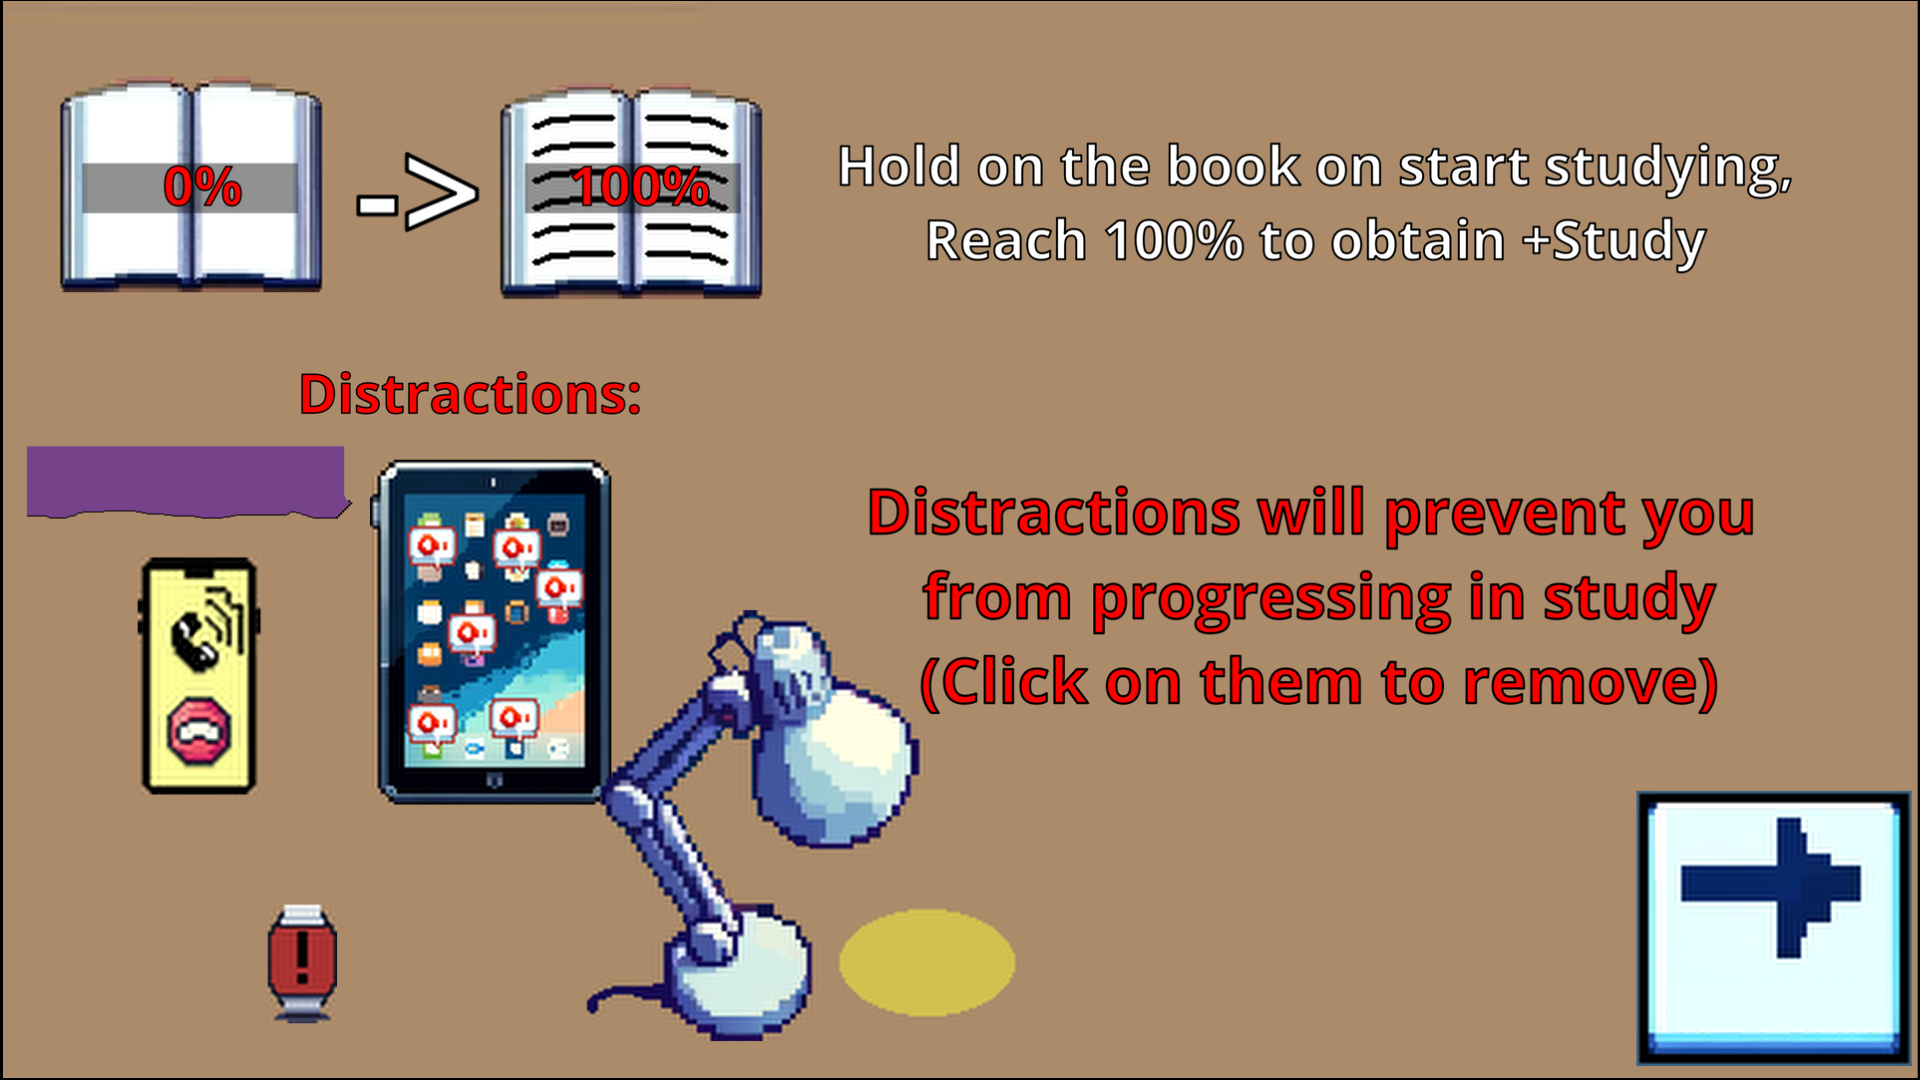 0%
->
100%
Hold on the book on start studying,
Reach 100% to obtain +Study
Distractions:
Distractions will prevent you
from progressing in study
(Click on them to remove)
!